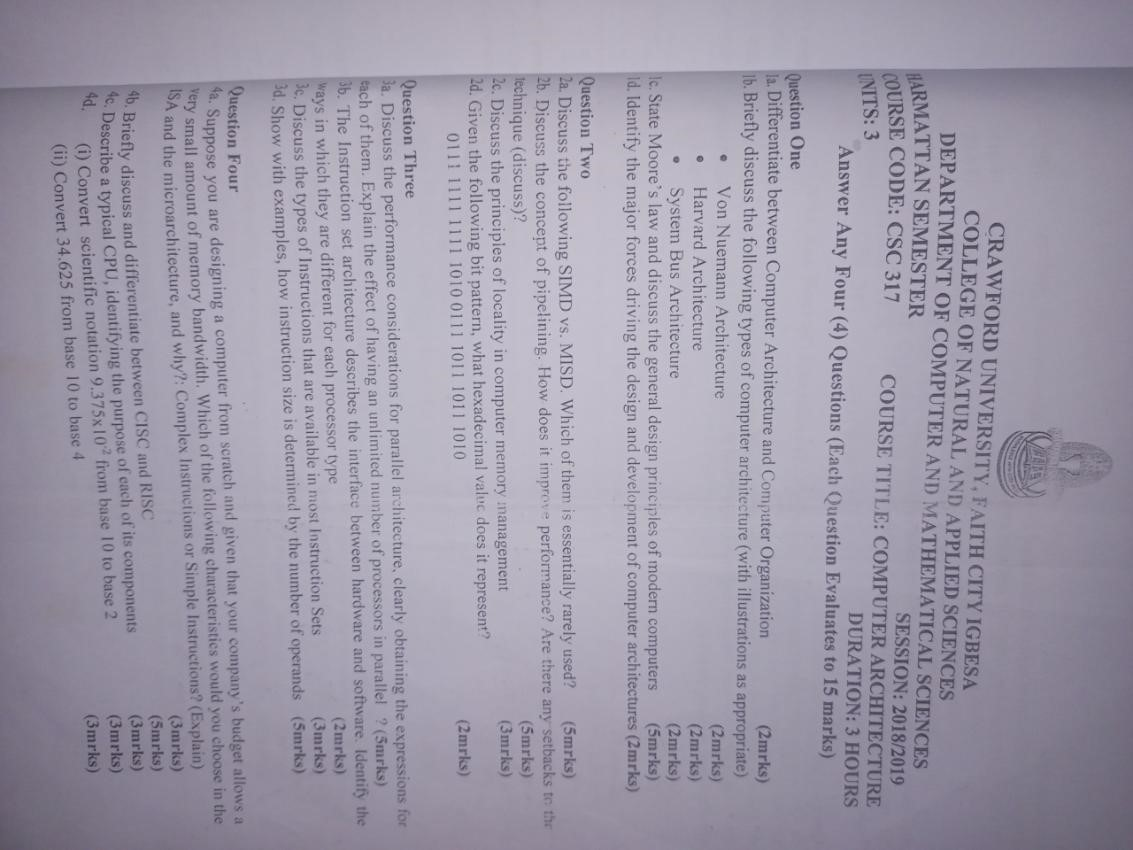 CRAWFORD UNIVERSITY, FAITH CITY IGBESA
COLLEGE OF NATURAL AND APPLIED SCIENCES
DEPARTMENT OF COMPUTER AND MATHEMATICAL SCIENCES
HARMATTAN SEMESTER SESSION: 2018/2019
COURSE CODE: CSC 317 COURSE TITLE: COMPUTER ARCHITECTURE
UNITS: 3 DURATION: 3 HOURS
Answer Any Four (4) Questions (Each Question Evaluates to 15 marks)
Question One
1a. Differentiate between Computer Architecture and Computer Organization (2mrks)
1b. Briefly discuss the following types of computer architecture (with illustrations as appropriate)
• Von Nuemann Architecture (2mrks)
• Harvard Architecture (2mrks)
• System Bus Architecture (2mrks)
1c. State Moore's law and discuss the general design principles of modern computers (5mrks)
1d. Identify the major forces driving the design and development of computer architectures (2mrks)
Question Two
2a. Discuss the following SIMD vs. MISD. Which of them is essentially rarely used? (5mrks)
2b. Discuss the concept of pipelining. How does it improve performance? Are there any setbacks to the
technique (discuss)? (5mrks)
2c. Discuss the principles of locality in computer memory management (3mrks)
2d. Given the following bit pattern, what hexadecimal value does it represent?
0111 1111 1111 1010 0111 1011 1011 1010 (2mrks)
Question Three
3a. Discuss the performance considerations for parallel architecture, clearly obtaining the expressions for
each of them. Explain the effect of having an unlimited number of processors in parallel ? (5mrks)
3b. The Instruction set architecture describes the interface between hardware and software. Identify the
ways in which they are different for each processor type (2mrks)
3c. Discuss the types of Instructions that are available in most Instruction Sets (3mrks)
3d. Show with examples, how instruction size is determined by the number of operands (5mrks)
Question Four
4a. Suppose you are designing a computer from scratch and given that your company's budget allows a
very small amount of memory bandwidth. Which of the following characteristics would you choose in the
ISA and the microarchitecture, and why?: Complex Instructions or Simple Instructions? (Explain)
(3mrks)
4b. Briefly discuss and differentiate between CISC and RISC (5mrks)
4c. Describe a typical CPU, identifying the purpose of each of its components (3mrks)
4d. (i) Convert scientific notation 9.375x10⁻² from base 10 to base 2 (3mrks)
(ii) Convert 34.625 from base 10 to base 4 (3mrks)